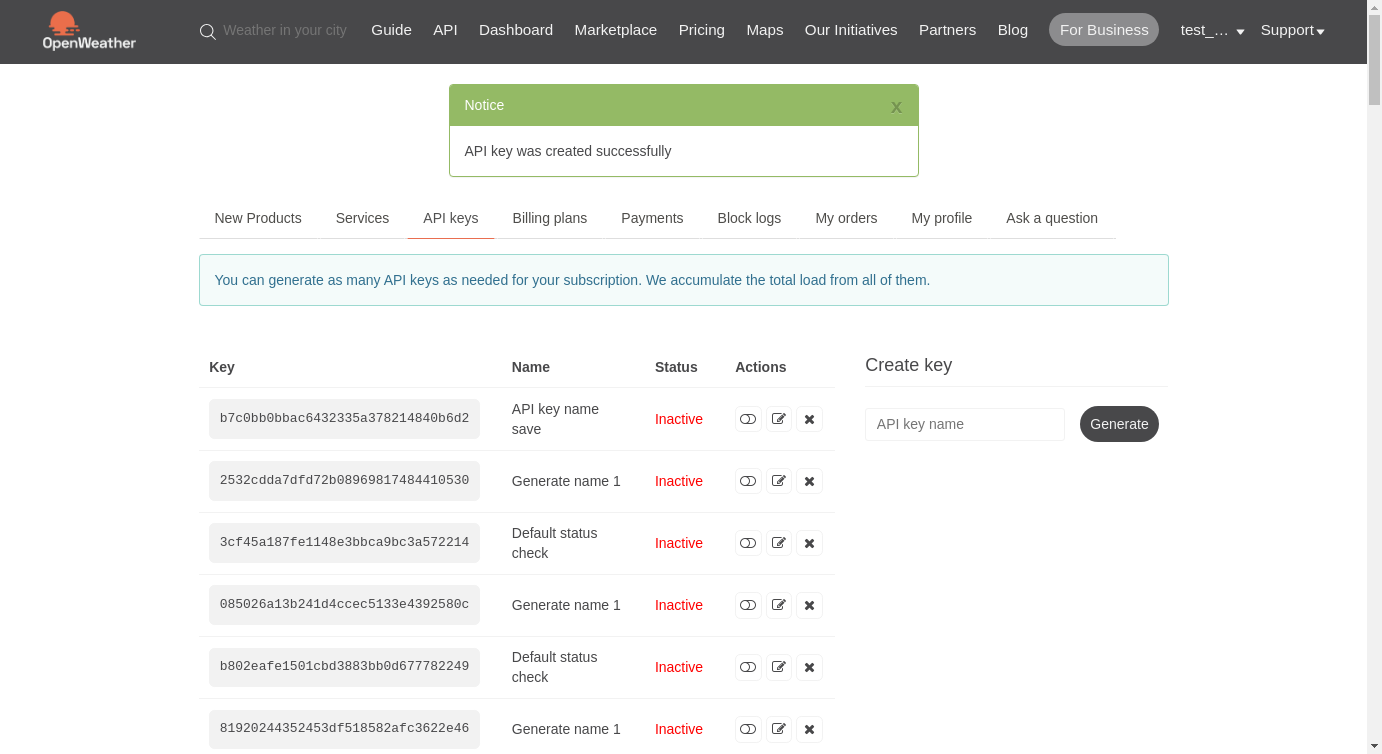 OpenWeather
Weather in your city
Guide
API
Dashboard
Marketplace
Pricing
Maps
Our Initiatives
Partners
Blog
For Business
test_…
Support
Notice
x
API key was created successfully
New Products
Services
API keys
Billing plans
Payments
Block logs
My orders
My profile
Ask a question
You can generate as many API keys as needed for your subscription. We accumulate the total load from all of them.
Key
Name
Status
Actions
b7c0bb0bbac6432335a378214840b6d2
API key name
save
Inactive
2532cdda7dfd72b08969817484410530
Generate name 1
Inactive
3cf45a187fe1148e3bbca9bc3a572214
Default status
check
Inactive
085026a13b241d4ccec5133e4392580c
Generate name 1
Inactive
b802eafe1501cbd3883bb0d677782249
Default status
check
Inactive
81920244352453df518582afc3622e46
Generate name 1
Inactive
Create key
API key name
Generate